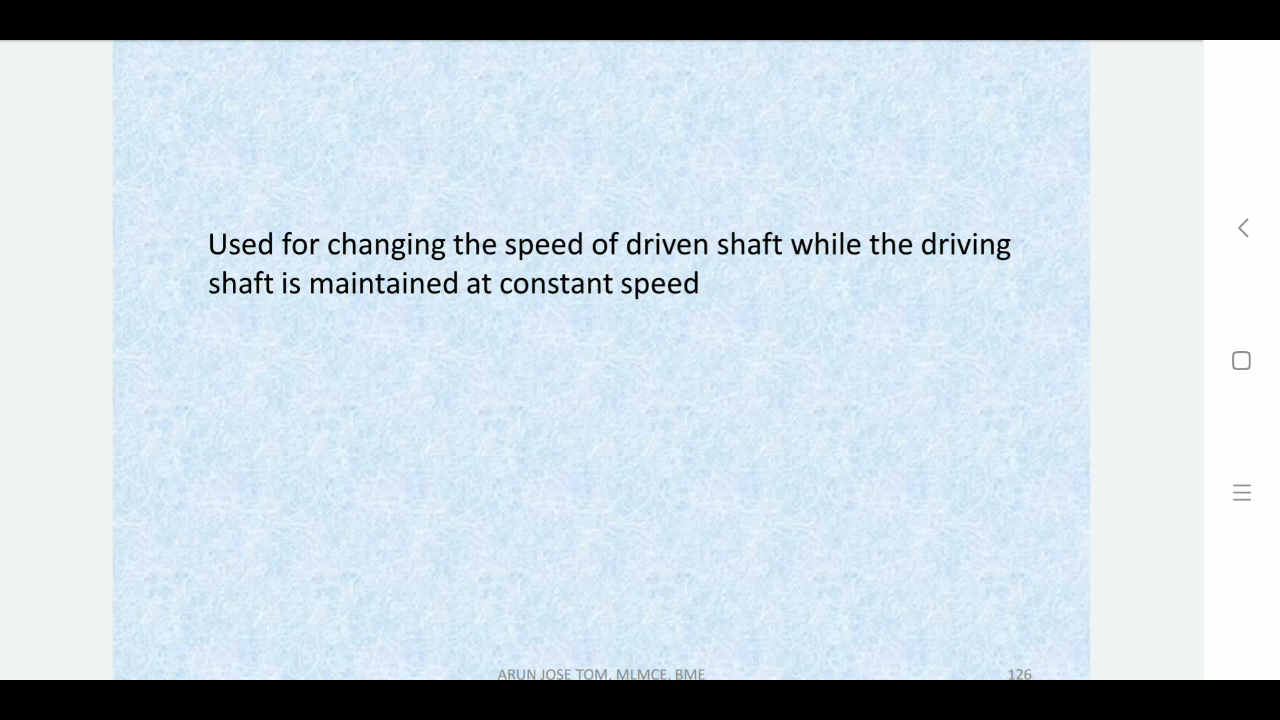 Used for changing the speed of driven shaft while the driving
shaft is maintained at constant speed
ARUN JOSE TOM, MLMCE, BME
126